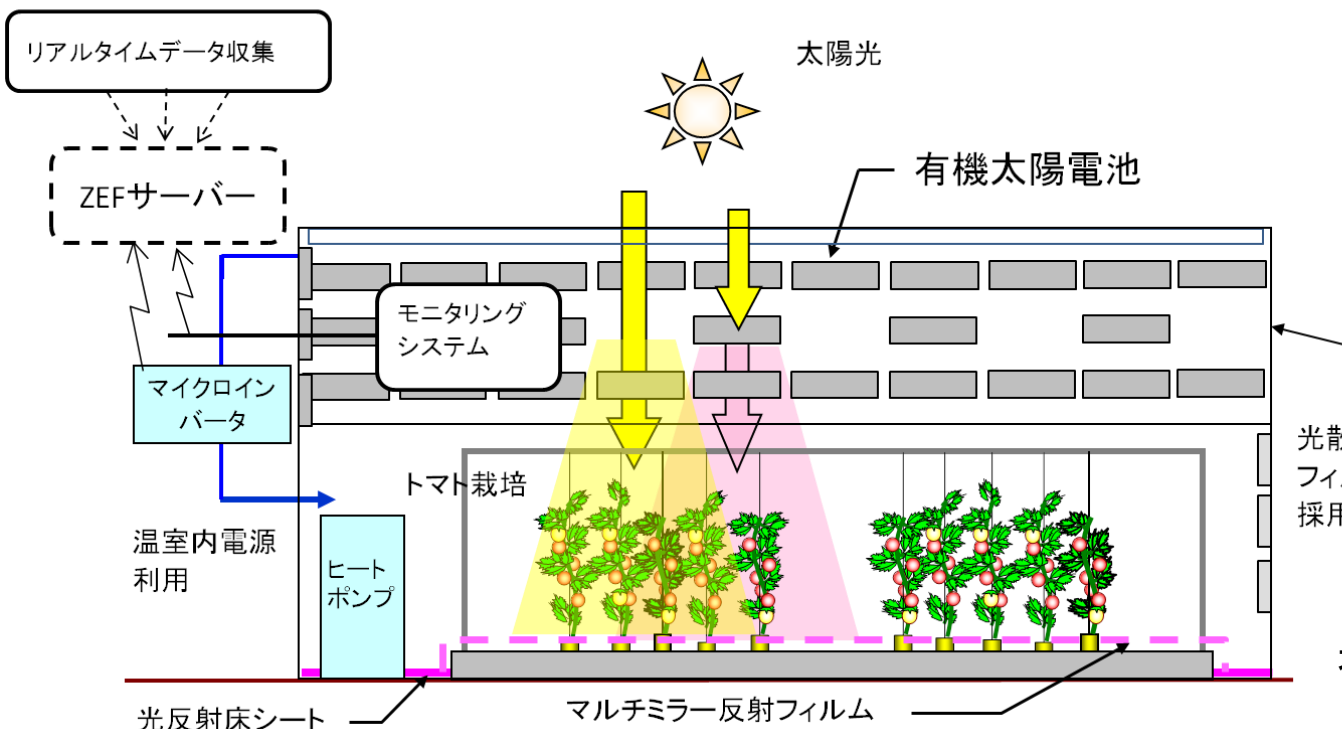 リアルタイムデータ収集
太陽光
ZEFサーバー
有機太陽電池
モニタリング
システム
マイクロイン
バータ
光散
フィ
採用
トマト栽培
温室内電源
利用
ヒート
ポンプ
光反射床シート
マルチミラー反射フィルム